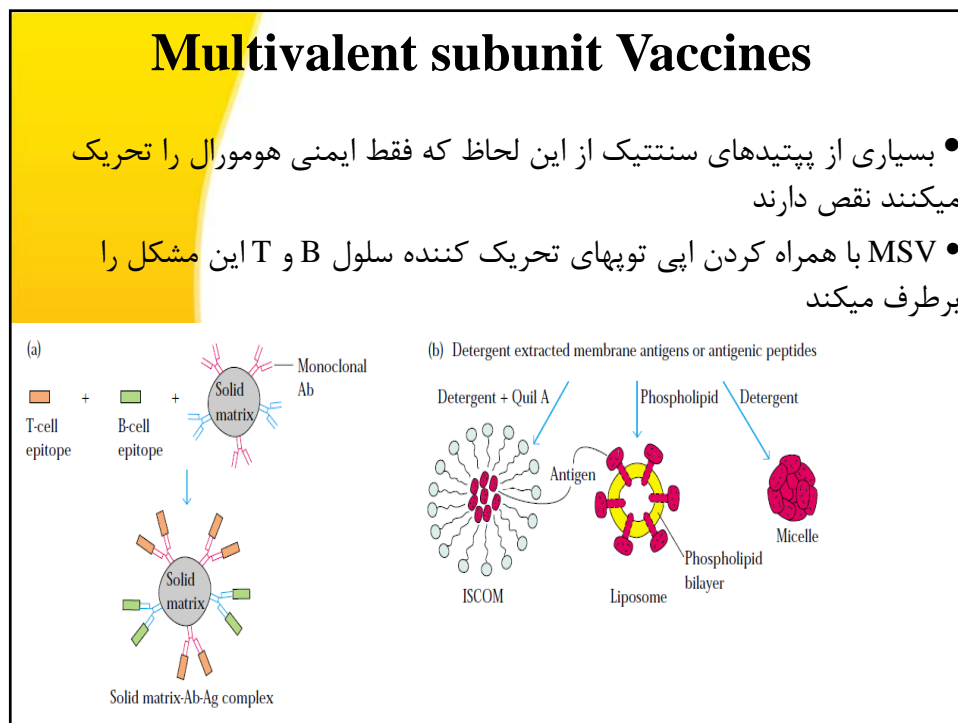 Multivalent subunit Vaccines
• بسیاری از پپتیدهای سنتتیک از این لحاظ که فقط ایمنی هومورال را تحریک
میکنند نقص دارند
• MSV با همراه کردن اپی توپهای تحریک کننده سلول B و T این مشکل را
برطرف میکند
(a)
Monoclonal
Ab
Solid
matrix
+
+
T-cell
epitope
B-cell
epitope
Solid
matrix
Solid matrix-Ab-Ag complex
(b) Detergent extracted membrane antigens or antigenic peptides
Detergent + Quil A
Phospholipid
Detergent
Antigen
Micelle
Phospholipid
bilayer
ISCOM
Liposome